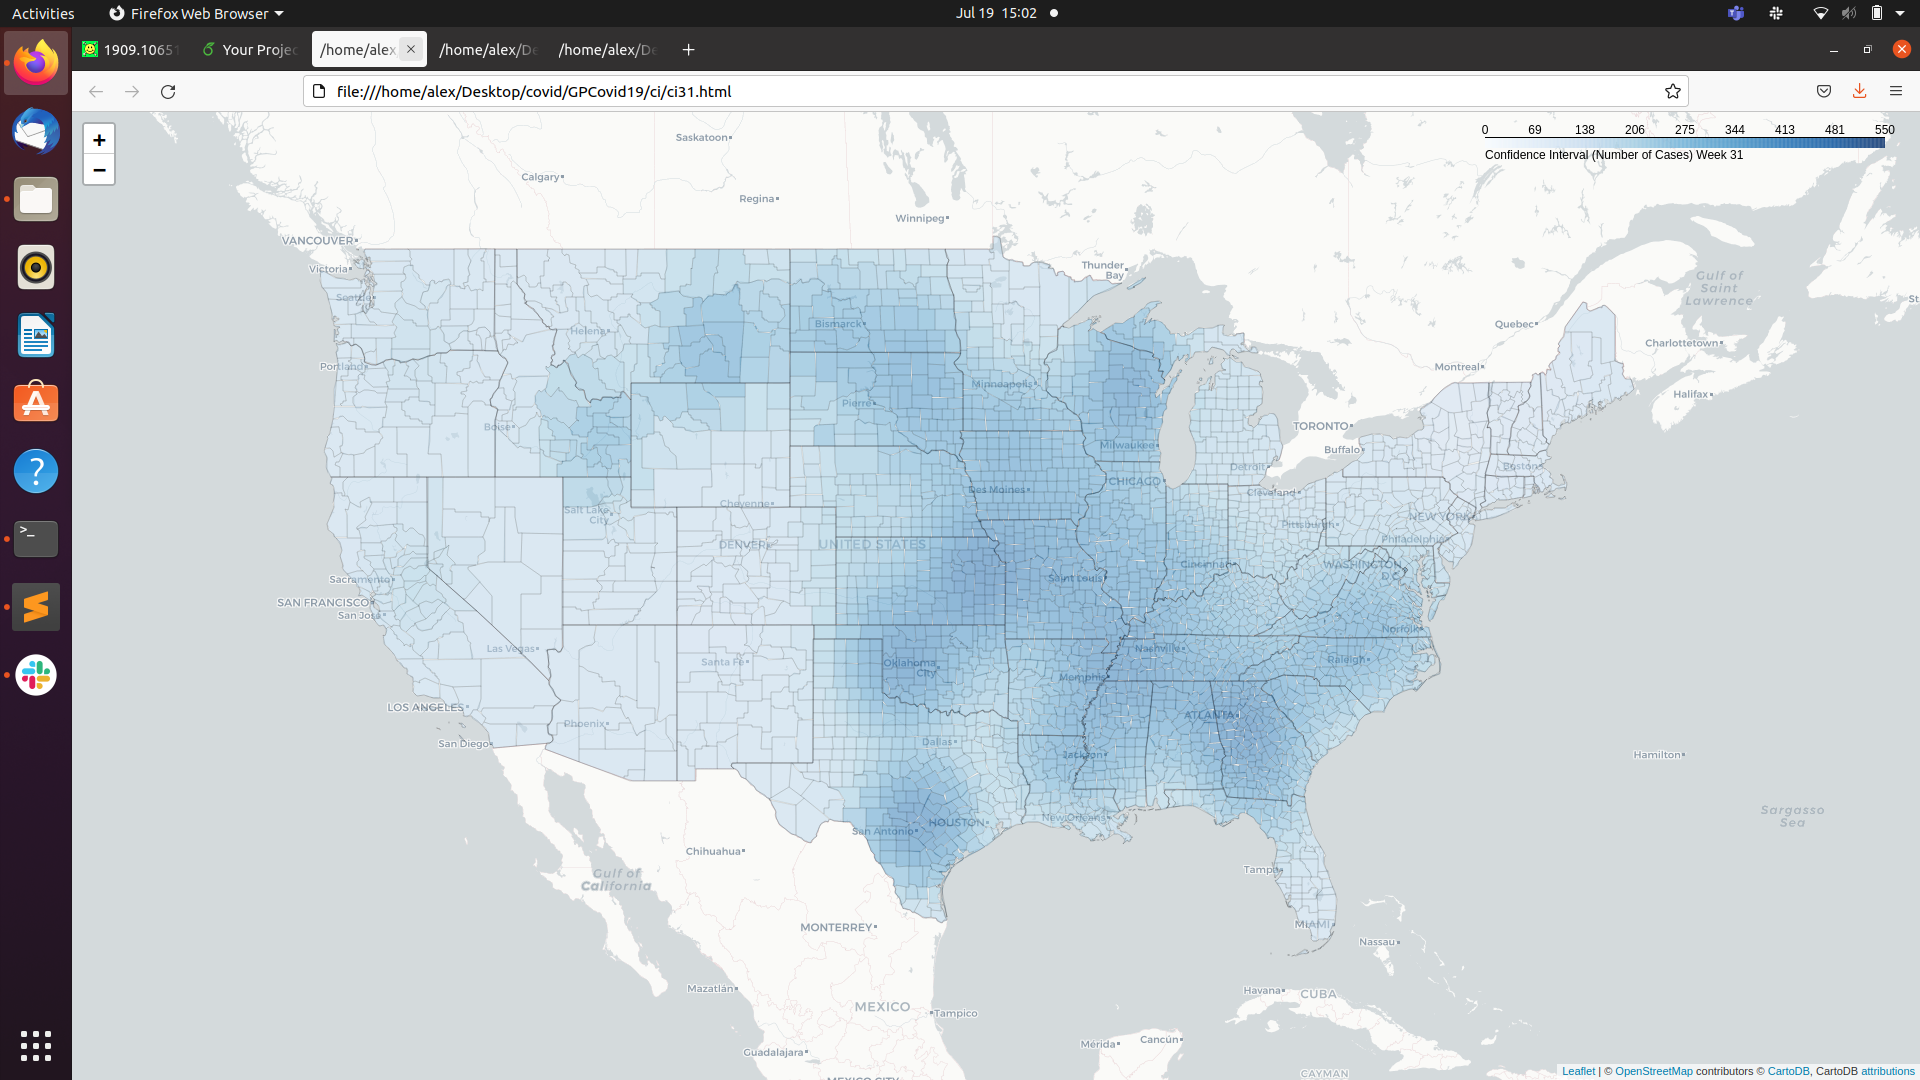 Activities
Firefox Web Browser
Jul 19 15:02
1909.10651
Your Projec
/home/alex
/home/alex/De
/home/alex/De
file:///home/alex/Desktop/covid/GPCovid19/ci/ci31.html
+
−
0 69 138 206 275 344 413 481 550
Confidence Interval (Number of Cases) Week 31
Saskatoon
Calgary
Regina
Winnipeg
VANCOUVER
Victoria
Seattle
Thunder
Bay
Gulf of
Saint
Lawrence
St
Quebec
Charlottetown
Montreal
Halifax
Helena
Bismarck
Portland
Minneapolis
Pierre
Boise
TORONTO
Buffalo
Milwaukee
Detroit
Boston
CHICAGO
Cleveland
Des Moines
Cheyenne
Salt Lake
City
NEW YORK
Pittsburgh
Philadelphia
DENVER
UNITED STATES
Cincinnati
WASHINGTON
D.C.
Sacramento
Saint Louis
SAN FRANCISCO
San Jose
Norfolk
Las Vegas
Santa Fe
Oklahoma
City
Nashville
Raleigh
Memphis
LOS ANGELES
Phoenix
ATLANTA
San Diego
Dallas
Jackson
Hamilton
Sargasso
Sea
HOUSTON
San Antonio
New Orleans
Chihuahua
Gulf of
California
Tampa
MONTERREY
MIAMI
Nassau
Mazatlán
MEXICO
Tampico
Havana
CUBA
Mérida
Cancún
Guadalajara
CAYMAN
MEXICO CITY
Leaflet | © OpenStreetMap contributors © CartoDB, CartoDB attributions